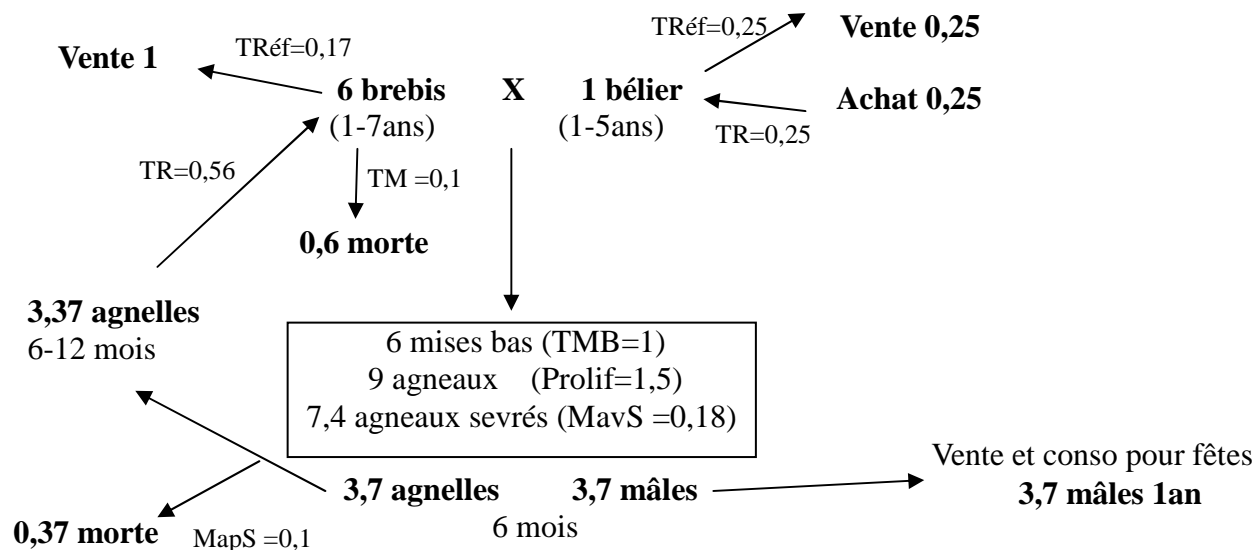 TRéf=0,17
Vente 1
TRéf=0,25
Vente 0,25
6 brebis X 1 bélier
(1-7ans) (1-5ans)
Achat 0,25
TR=0,25
TR=0,56
TM =0,1
0,6 morte
3,37 agnelles
6-12 mois
6 mises bas (TMB=1)
9 agneaux (Prolif=1,5)
7,4 agneaux sevrés (MavS =0,18)
3,7 agnelles 3,7 mâles
6 mois
Vente et conso pour fêtes
3,7 mâles 1an
0,37 morte
MapS =0,1